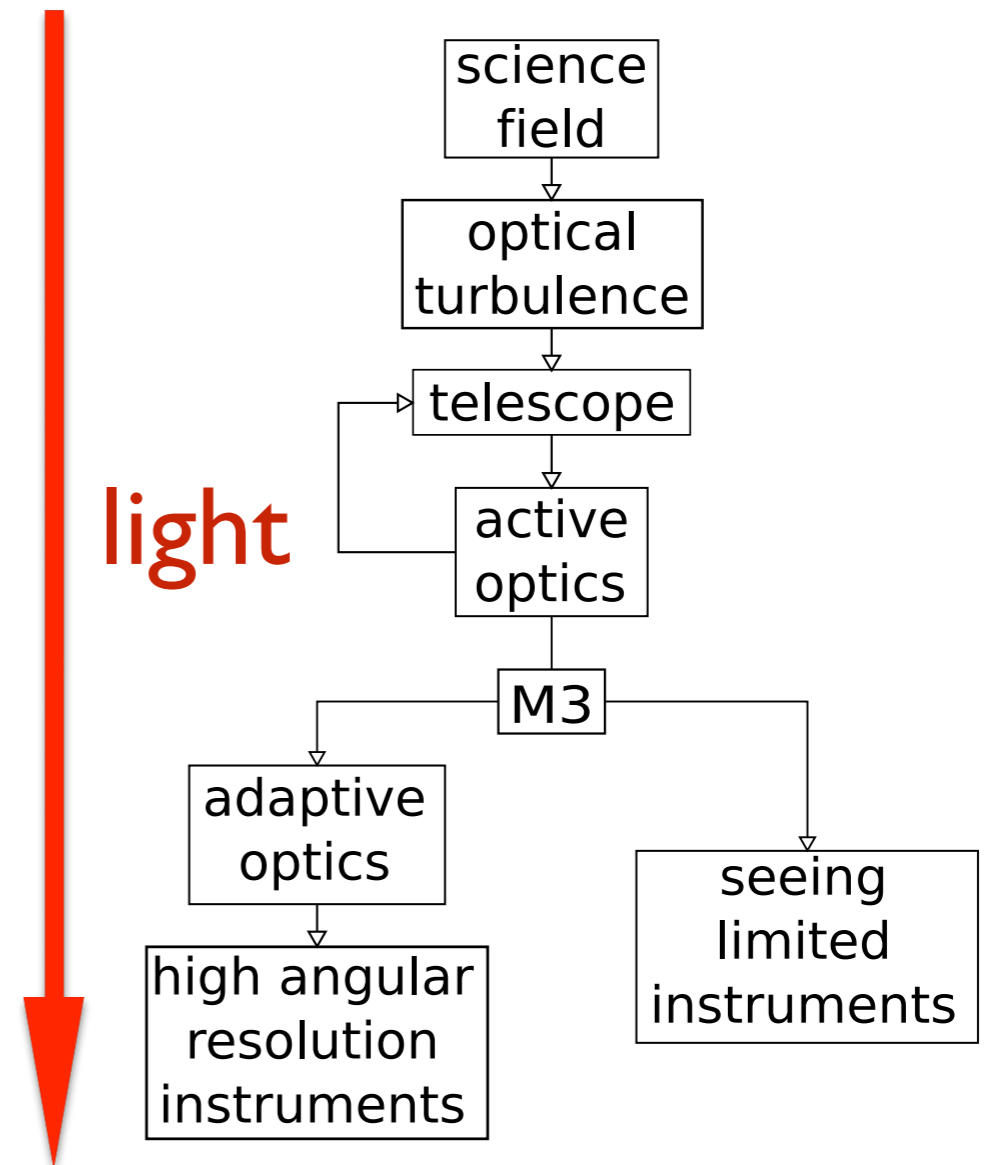 science
field
optical
turbulence
telescope
light
active
optics
M3
adaptive
optics
seeing
limited
instruments
high angular
resolution
instruments